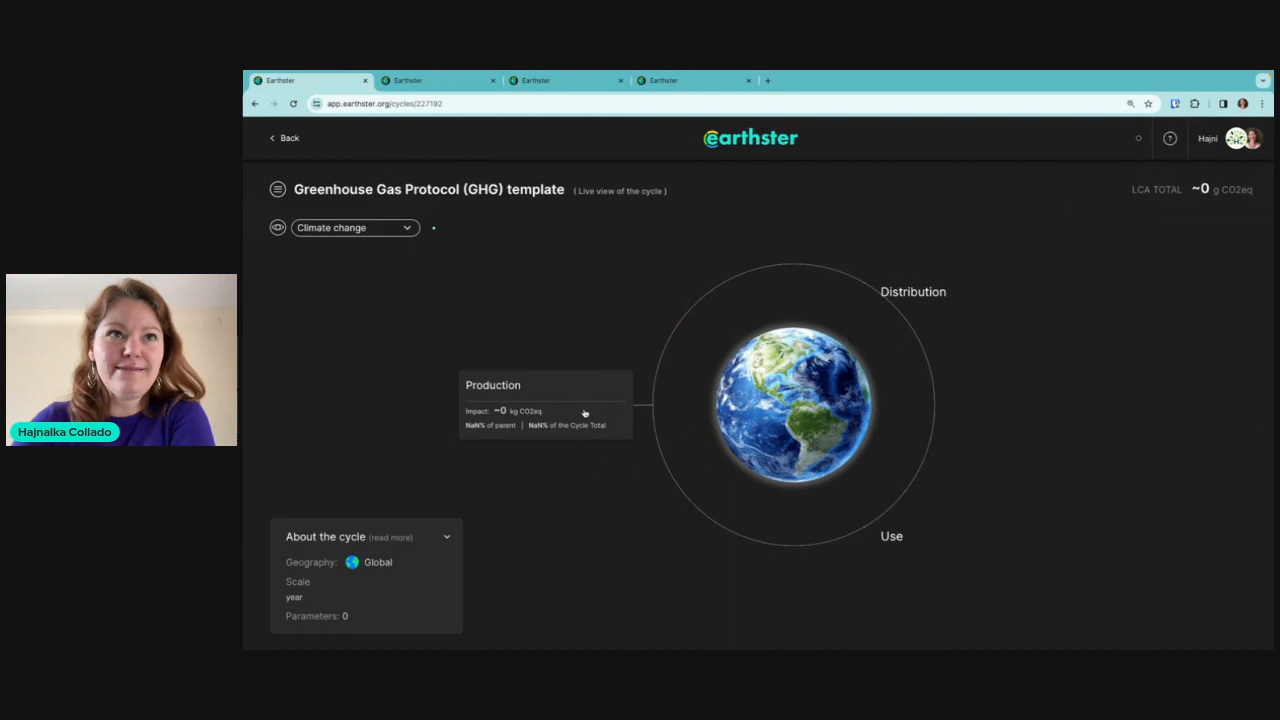 Earthster
Earthster
Earthster
Earthster
app.earthster.org/cycles/227192
Back
earthster
Hajni
Greenhouse Gas Protocol (GHG) template ( Live view of the cycle )
LCA TOTAL ~0 g CO2eq
Climate change
Distribution
Production
Impact: ~0 kg CO2eq
NaN% of parent | NaN% of the Cycle Total
Hajnalka Collado
Use
About the cycle (read more)
Geography: Global
Scale
year
Parameters: 0